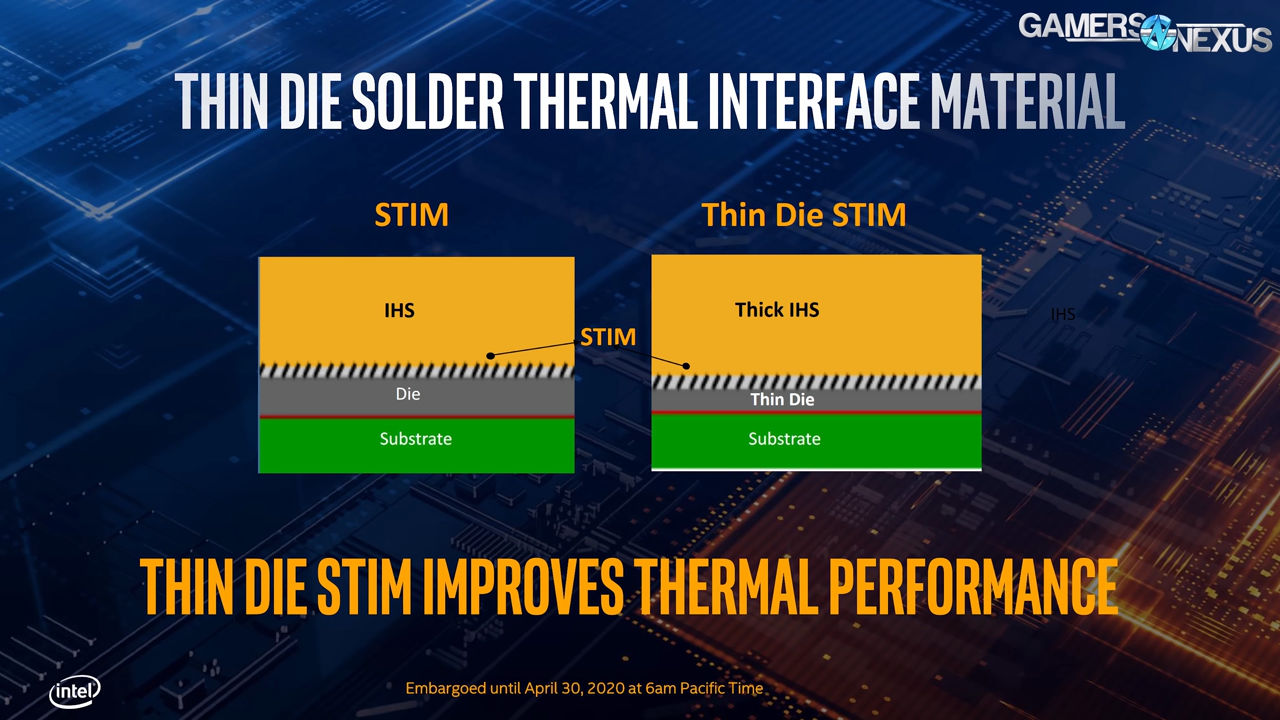 GAMERS NEXUS
THIN DIE SOLDER THERMAL INTERFACE MATERIAL
STIM
Thin Die STIM
IHS
Thick IHS
IHS
STIM
Die
Thin Die
Substrate
Substrate
THIN DIE STIM IMPROVES THERMAL PERFORMANCE
intel
Embargoed until April 30, 2020 at 6am Pacific Time